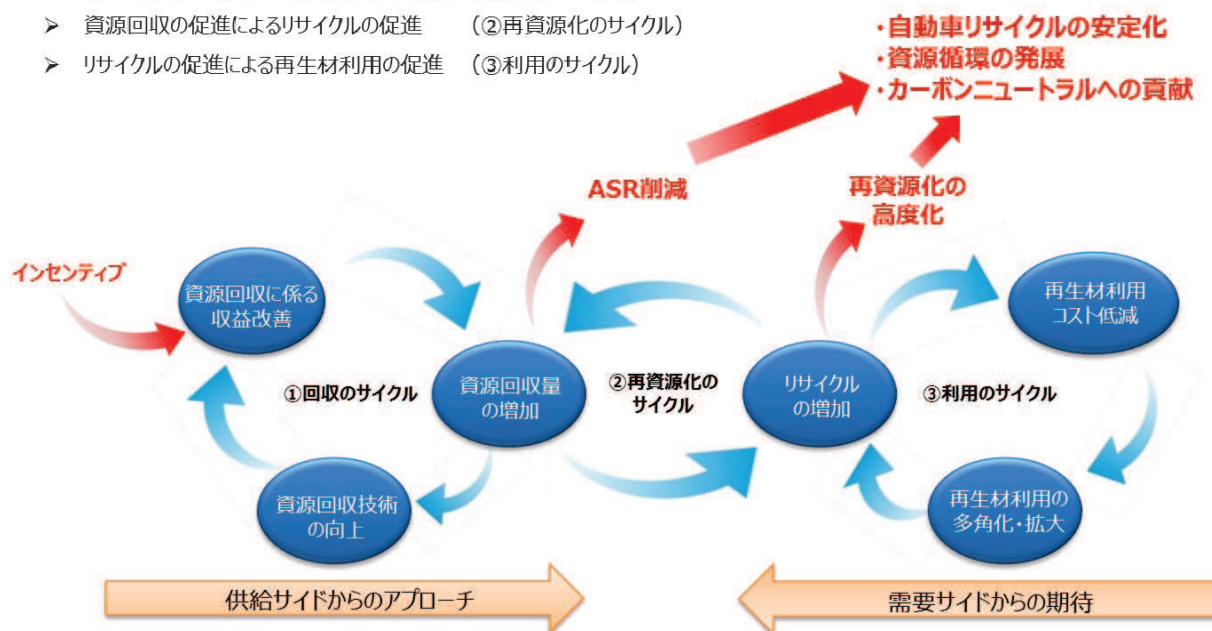 ➢ 資源回収の促進によるリサイクルの促進 （②再資源化のサイクル）
➢ リサイクルの促進による再生材利用の促進 （③利用のサイクル）
・自動車リサイクルの安定化
・資源循環の発展
・カーボンニュートラルへの貢献
ASR削減
再資源化の
高度化
インセンティブ
資源回収に係る
収益改善
再生材利用
コスト低減
①回収のサイクル
資源回収量
の増加
②再資源化の
サイクル
リサイクル
の増加
③利用のサイクル
資源回収技術
の向上
再生材利用の
多角化・拡大
供給サイドからのアプローチ
需要サイドからの期待